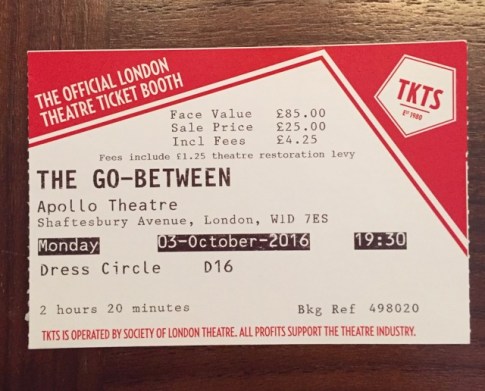 THE OFFICIAL LONDON
THEATRE TICKET BOOTH
TKTS
EST 1980
Face Value £85.00
Sale Price £25.00
Incl Fees £4.25
Fees include £1.25 theatre restoration levy
THE GO-BETWEEN
Apollo Theatre
Shaftesbury Avenue, London, W1D 7ES
Monday 03-October-2016 19:30
Dress Circle D16
2 hours 20 minutes Bkg Ref 498020
TKTS IS OPERATED BY SOCIETY OF LONDON THEATRE. ALL PROFITS SUPPORT THE THEATRE INDUSTRY.